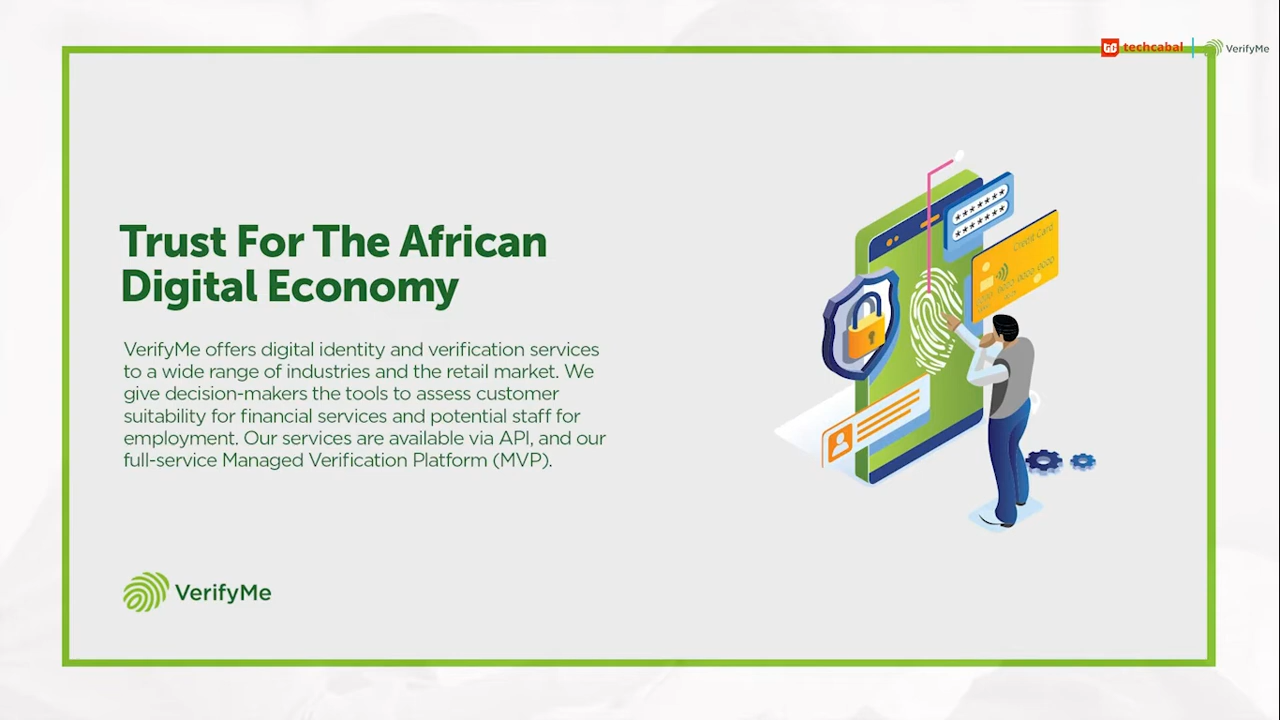 techcabal
VerifyMe
Trust For The African
Digital Economy
VerifyMe offers digital identity and verification services
to a wide range of industries and the retail market. We
give decision-makers the tools to assess customer
suitability for financial services and potential staff for
employment. Our services are available via API, and our
full-service Managed Verification Platform (MVP).
Credit Card
VerifyMe